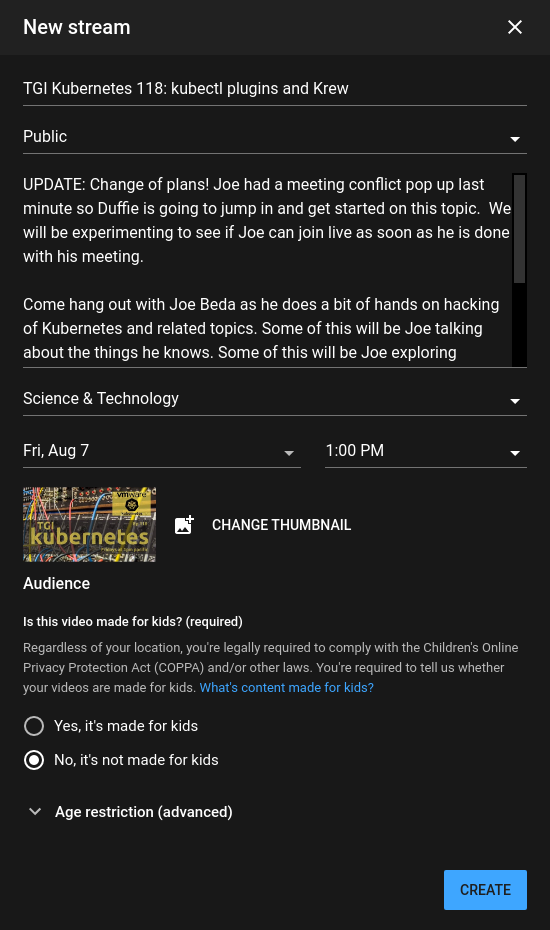 New stream
TGI Kubernetes 118: kubectl plugins and Krew
Public
UPDATE: Change of plans! Joe had a meeting conflict pop up last
minute so Duffie is going to jump in and get started on this topic.  We
will be experimenting to see if Joe can join live as soon as he is done
with his meeting.
Come hang out with Joe Beda as he does a bit of hands on hacking
of Kubernetes and related topics. Some of this will be Joe talking
about the things he knows. Some of this will be Joe exploring
Science & Technology
Fri, Aug 7
1:00 PM
vmware
TGI
kubernetes
CHANGE THUMBNAIL
Audience
Is this video made for kids? (required)
Regardless of your location, you're legally required to comply with the Children's Online
Privacy Protection Act (COPPA) and/or other laws. You're required to tell us whether
your videos are made for kids. What's content made for kids?
Yes, it's made for kids
No, it's not made for kids
Age restriction (advanced)
CREATE